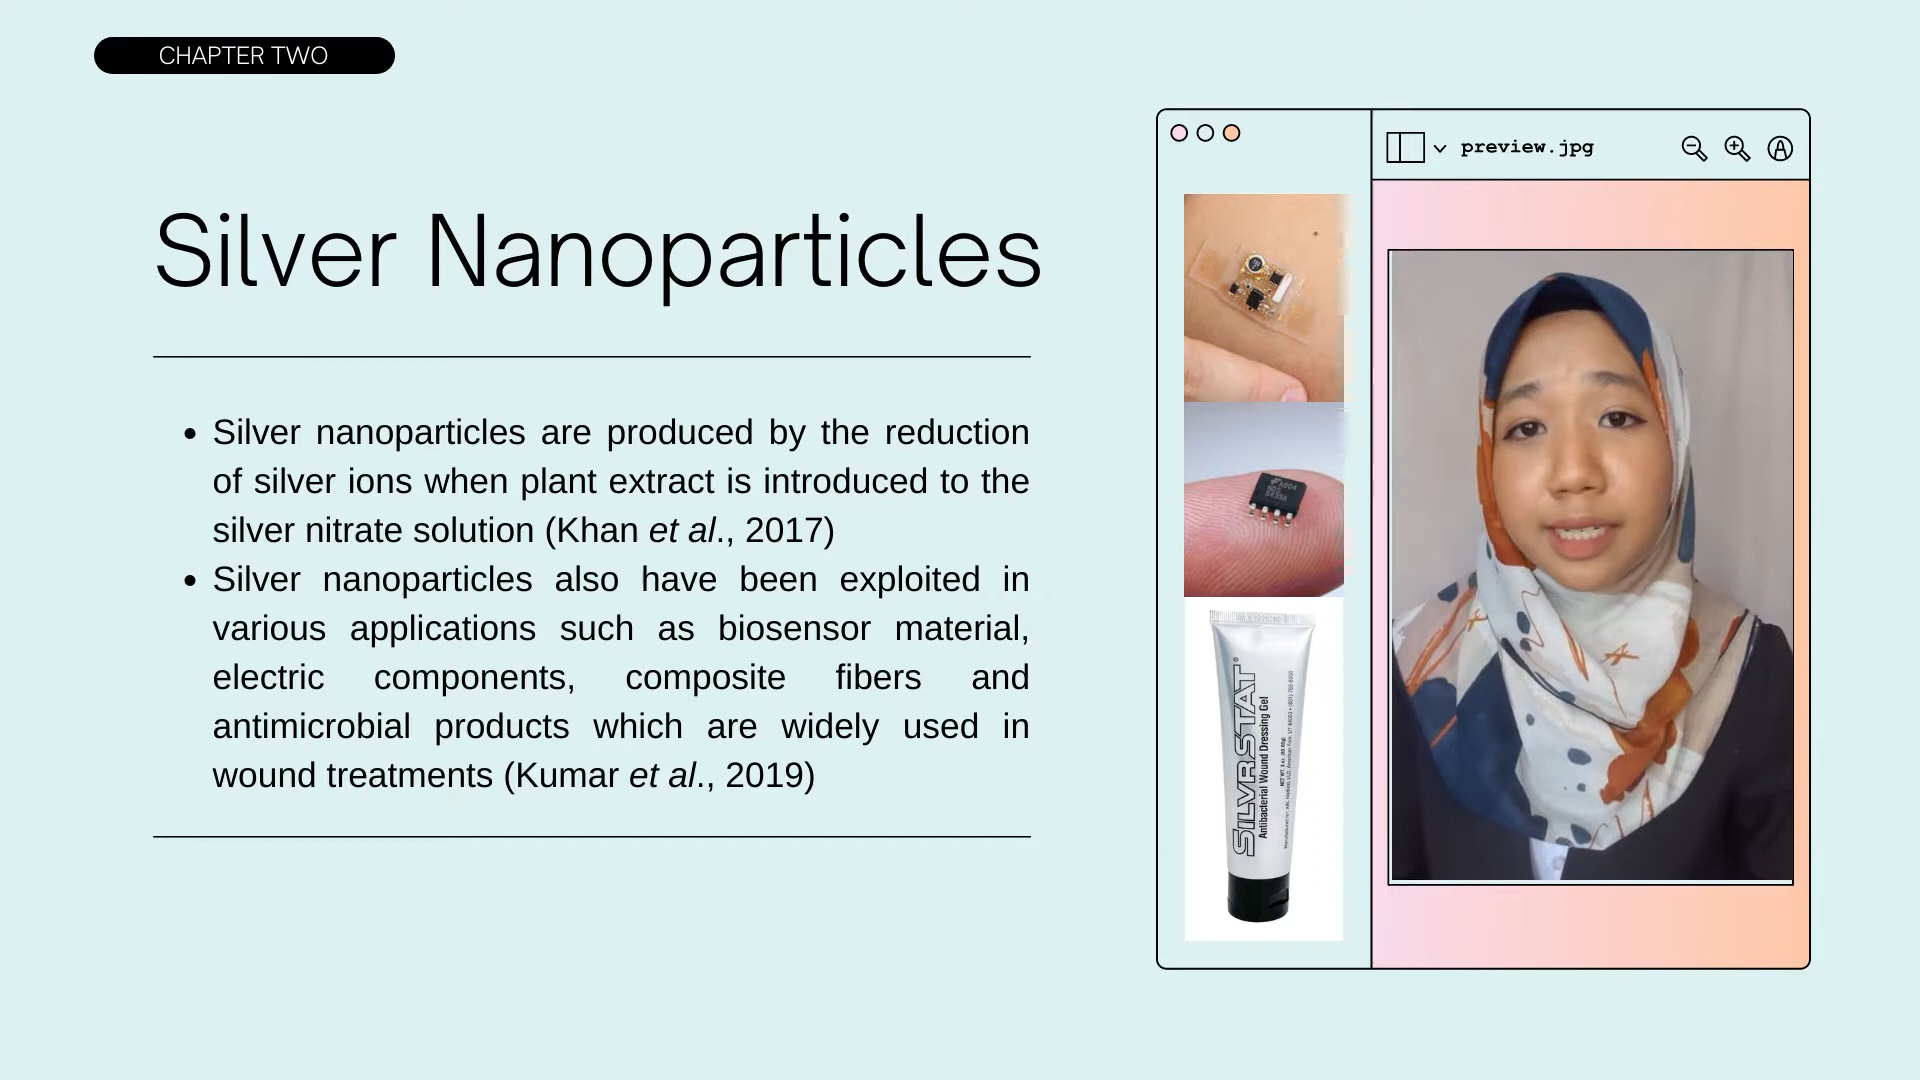 CHAPTER TWO
Silver Nanoparticles
• Silver nanoparticles are produced by the reduction
of silver ions when plant extract is introduced to the
silver nitrate solution (Khan et al., 2017)
• Silver nanoparticles also have been exploited in
various applications such as biosensor material,
electric components, composite fibers and
antimicrobial products which are widely used in
wound treatments (Kumar et al., 2019)
preview.jpg
SILVRSTAT®
Antibacterial Wound Dressing Gel